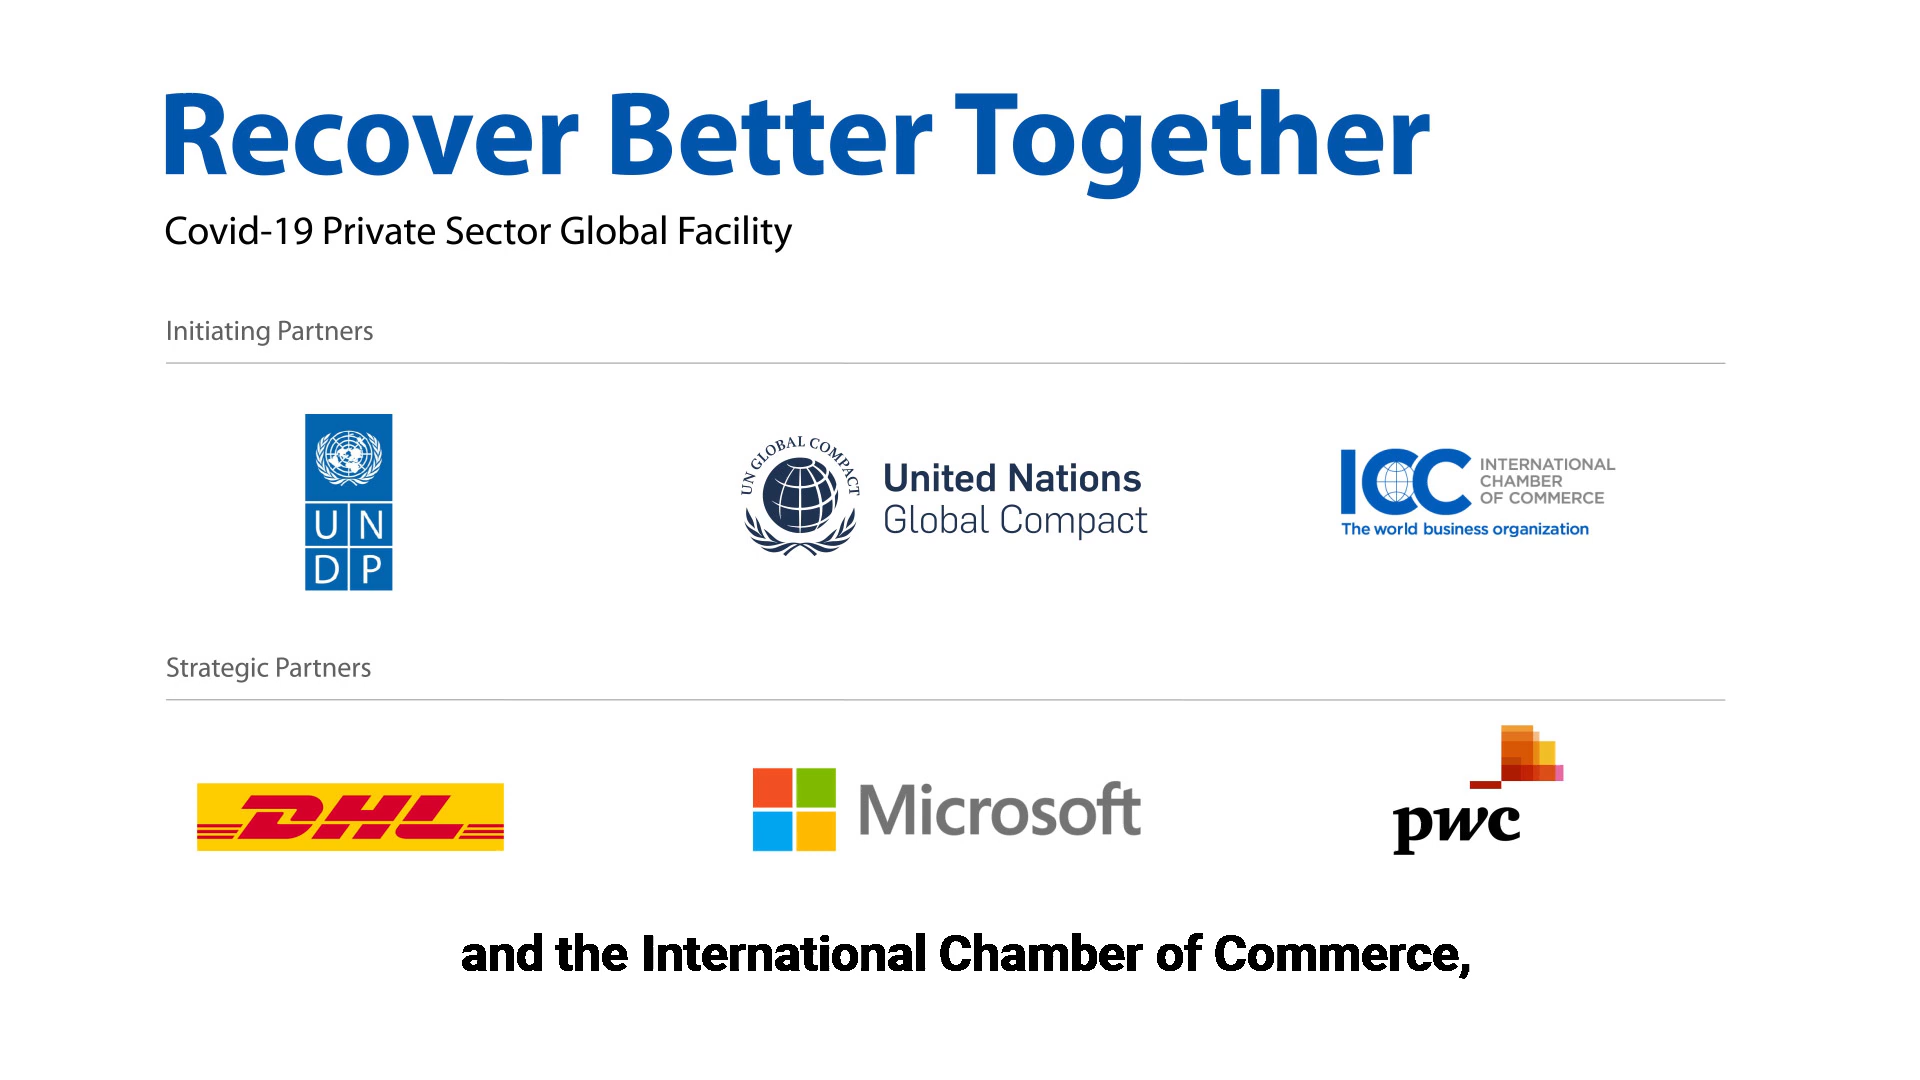 Recover Better Together
Covid-19 Private Sector Global Facility
Initiating Partners
UN
DP
UN GLOBAL COMPACT
United Nations
Global Compact
ICC
INTERNATIONAL
CHAMBER
OF COMMERCE
The world business organization
Strategic Partners
DHL
Microsoft
pwc
and the International Chamber of Commerce,